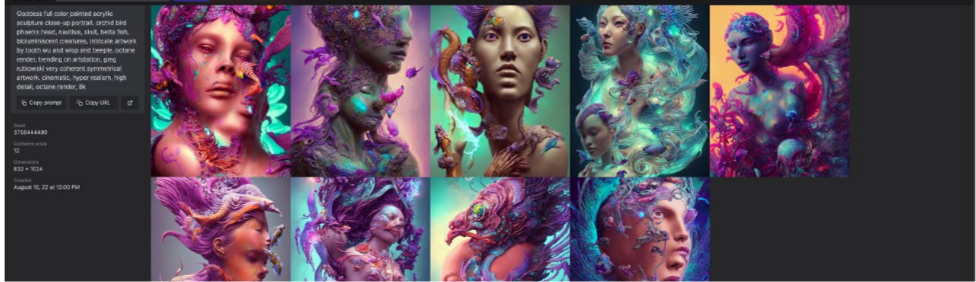 Goddess full color painted acrylic
sculpture close-up portrait, orchid bird
phoenix head, nautilus, skull, betta fish,
bioluminiscent creatures, intricate artwork
by tooth wu and wlop and beeple, octane
render, trending on artstation, greg
rutkowski very coherent symmetrical
artwork. cinematic, hyper realism, high
detail, octane render, 8k
Copy prompt
Copy URL
Seed
3750444480
Guidance scale
12
Dimensions
832 × 1024
Created
August 10, 22 at 12:00 PM